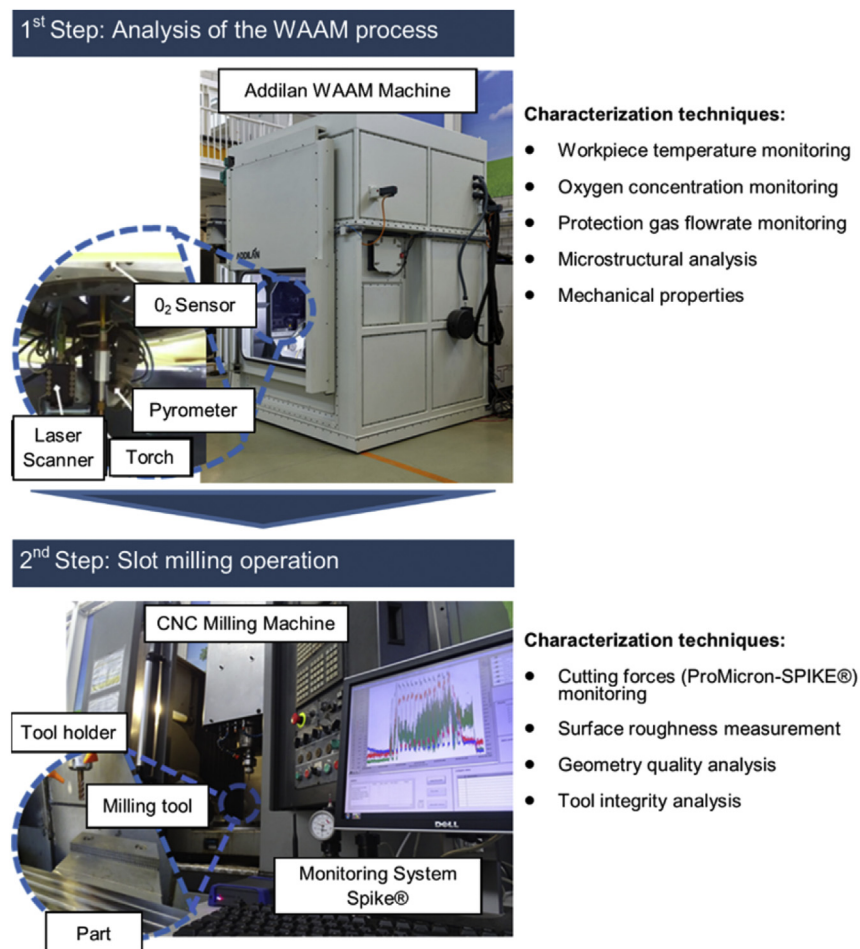 1st Step: Analysis of the WAAM process
Addilan WAAM Machine
ADDILAN
02 Sensor
Pyrometer
Laser
Scanner
Torch
Characterization techniques:
• Workpiece temperature monitoring
• Oxygen concentration monitoring
• Protection gas flowrate monitoring
• Microstructural analysis
• Mechanical properties
2nd Step: Slot milling operation
CNC Milling Machine
Tool holder
Milling tool
DELL
Monitoring System
Spike®
Part
Characterization techniques:
• Cutting forces (ProMicron-SPIKE®)
monitoring
• Surface roughness measurement
• Geometry quality analysis
• Tool integrity analysis